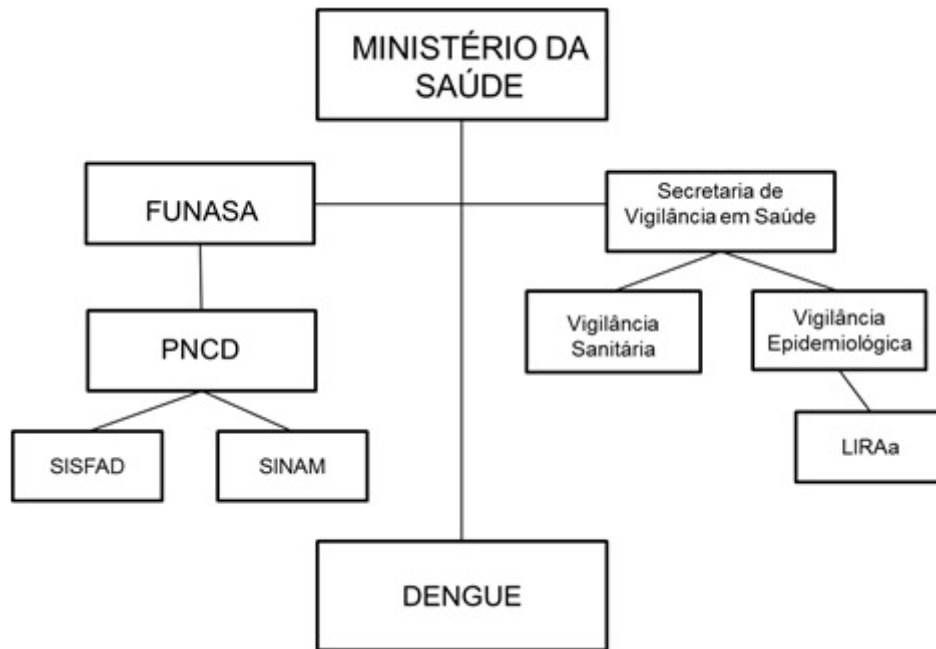 MINISTÉRIO DA
SAÚDE
FUNASA
Secretaria de
Vigilância em Saúde
PNCD
Vigilância
Sanitária
Vigilância
Epidemiológica
SISFAD
SINAM
LIRAa
DENGUE